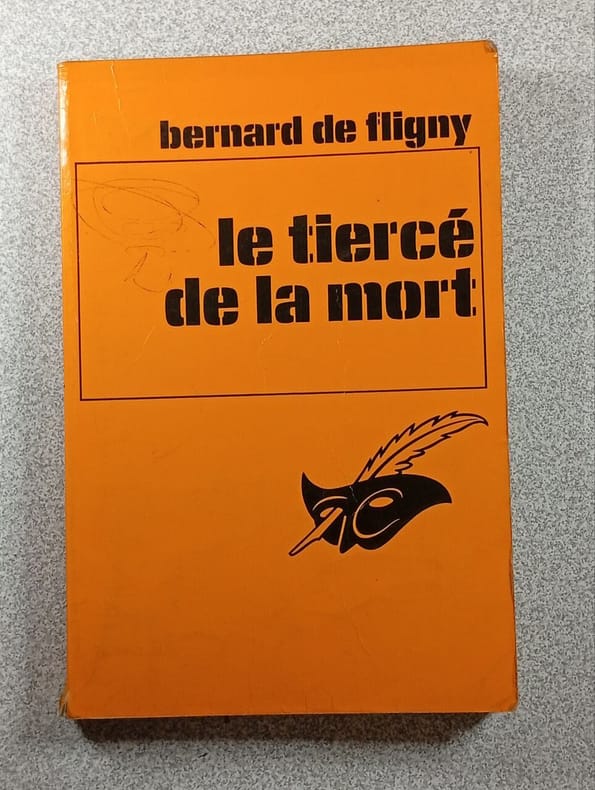 bernard de fligny
le tiercé
de la mort